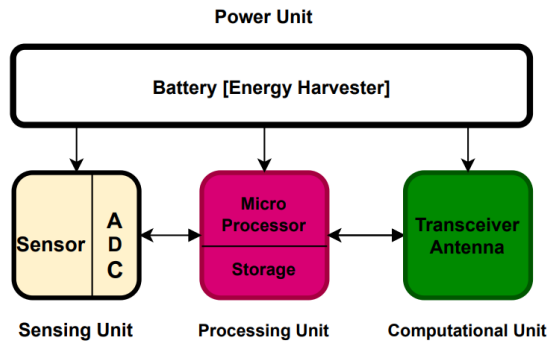 Power Unit
Battery [Energy Harvester]
Sensor
A
D
C
Micro
Processor
Storage
Transceiver
Antenna
Sensing Unit
Processing Unit
Computational Unit